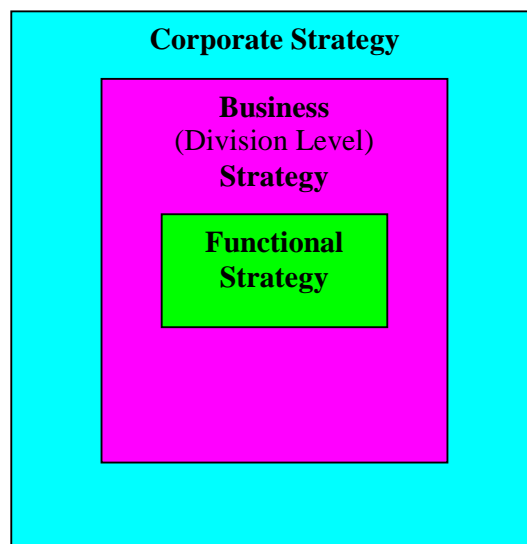 Corporate Strategy
Business
(Division Level)
Strategy
Functional
Strategy